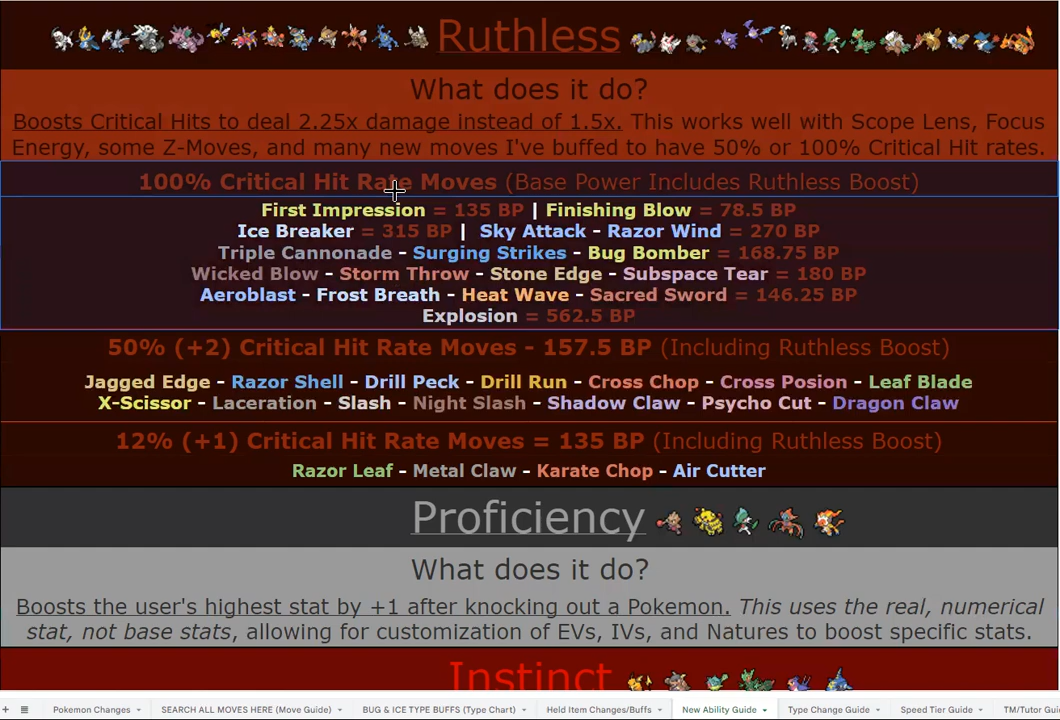 Ruthless
What does it do?
Boosts Critical Hits to deal 2.25x damage instead of 1.5x. This works well with Scope Lens, Focus
Energy, some Z-Moves, and many new moves I've buffed to have 50% or 100% Critical Hit rates.
100% Critical Hit Rate Moves (Base Power Includes Ruthless Boost)
First Impression = 135 BP | Finishing Blow = 78.5 BP
Ice Breaker = 315 BP | Sky Attack - Razor Wind = 270 BP
Triple Cannonade - Surging Strikes - Bug Bomber = 168.75 BP
Wicked Blow - Storm Throw - Stone Edge - Subspace Tear = 180 BP
Aeroblast - Frost Breath - Heat Wave - Sacred Sword = 146.25 BP
Explosion = 562.5 BP
50% (+2) Critical Hit Rate Moves - 157.5 BP (Including Ruthless Boost)
Jagged Edge - Razor Shell - Drill Peck - Drill Run - Cross Chop - Cross Posion - Leaf Blade
X-Scissor - Laceration - Slash - Night Slash - Shadow Claw - Psycho Cut - Dragon Claw
12% (+1) Critical Hit Rate Moves = 135 BP (Including Ruthless Boost)
Razor Leaf - Metal Claw - Karate Chop - Air Cutter
Proficiency
What does it do?
Boosts the user's highest stat by +1 after knocking out a Pokemon. This uses the real, numerical
stat, not base stats, allowing for customization of EVs, IVs, and Natures to boost specific stats.
Instinct
Pokemon Changes SEARCH ALL MOVES HERE (Move Guide) BUG & ICE TYPE BUFFS (Type Chart) Held Item Changes/Buffs New Ability Guide Type Change Guide Speed Tier Guide TM/Tutor Gui